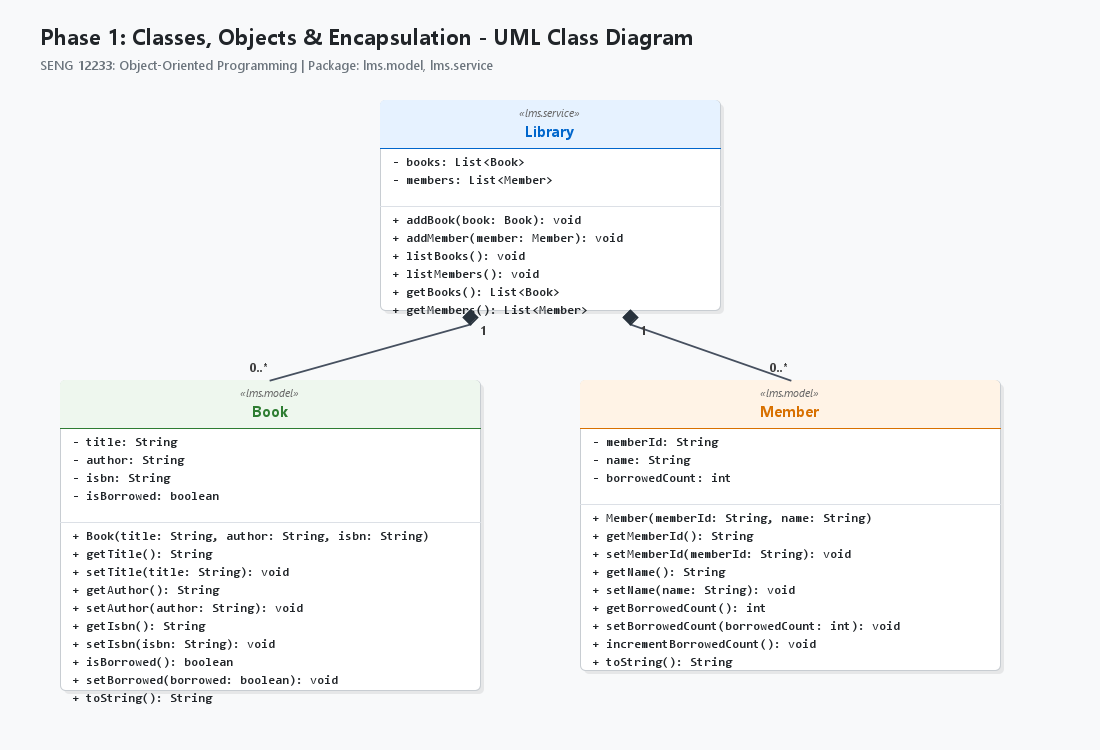 Phase 1: Classes, Objects & Encapsulation - UML Class Diagram
SENG 12233: Object-Oriented Programming | Package: lms.model, lms.service
«lms.service»
Library
- books: List<Book>
- members: List<Member>
+ addBook(book: Book): void
+ addMember(member: Member): void
+ listBooks(): void
+ listMembers(): void
+ getBooks(): List<Book>
+ getMembers(): List<Member>
1
1
0..*
0..*
«lms.model»
Book
- title: String
- author: String
- isbn: String
- isBorrowed: boolean
+ Book(title: String, author: String, isbn: String)
+ getTitle(): String
+ setTitle(title: String): void
+ getAuthor(): String
+ setAuthor(author: String): void
+ getIsbn(): String
+ setIsbn(isbn: String): void
+ isBorrowed(): boolean
+ setBorrowed(borrowed: boolean): void
+ toString(): String
«lms.model»
Member
- memberId: String
- name: String
- borrowedCount: int
+ Member(memberId: String, name: String)
+ getMemberId(): String
+ setMemberId(memberId: String): void
+ getName(): String
+ setName(name: String): void
+ getBorrowedCount(): int
+ setBorrowedCount(borrowedCount: int): void
+ incrementBorrowedCount(): void
+ toString(): String